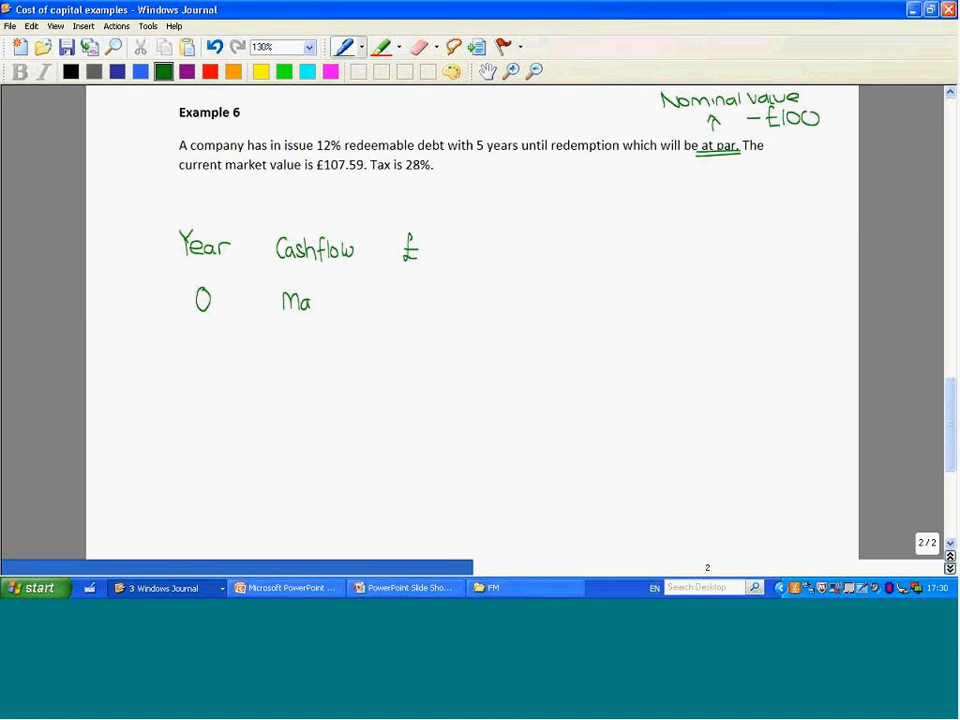 Cost of capital examples - Windows Journal
File Edit View Insert Actions Tools Help
130%
B I
Nominal value
Example 6
↑ - £100
A company has in issue 12% redeemable debt with 5 years until redemption which will be at par. The
current market value is £107.59. Tax is 28%.
Year Cashflow £
0 Ma
2 / 2
2
start 3 Windows Journal Microsoft PowerPoint ... PowerPoint Slide Sho... FM EN Search Desktop 17:30